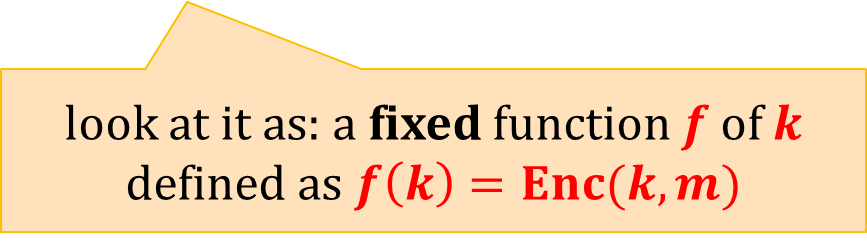 look at it as: a fixed function f of k
defined as f(k) = Enc(k, m)